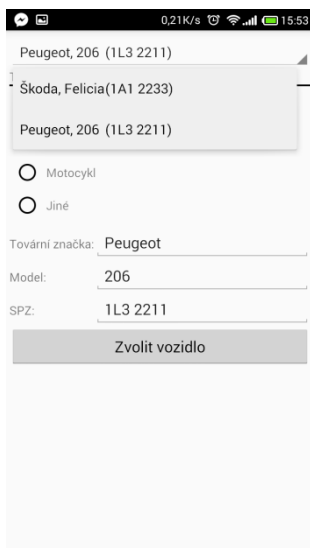 0,21K/s 15:53
Peugeot, 206 (1L3 2211)
Škoda, Felicia(1A1 2233)
Peugeot, 206 (1L3 2211)
Motocykl
Jiné
Tovární značka: Peugeot
Model: 206
SPZ: 1L3 2211
Zvolit vozidlo